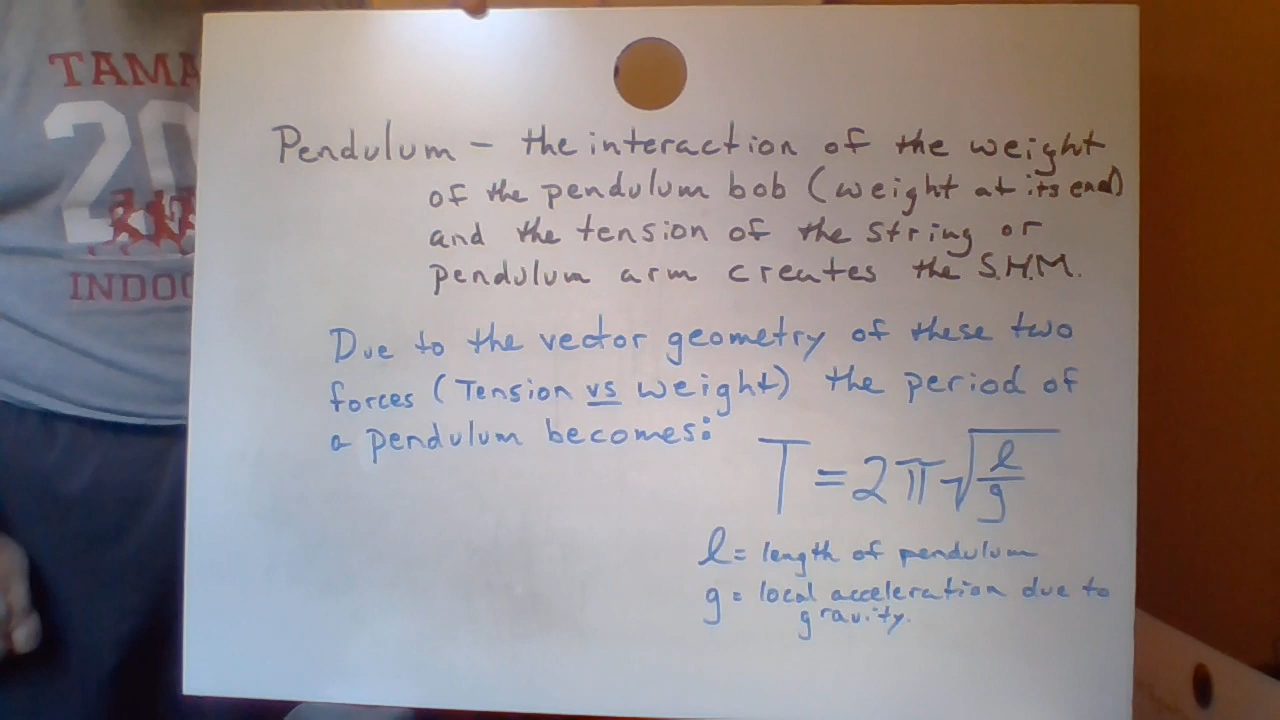 TAMA
20
INDOO
Pendulum - the interaction of the weight
of the pendulum bob (weight at its end)
and the tension of the string or
pendulum arm creates the S.H.M.
Due to the vector geometry of these two
forces (Tension vs weight) the period of
a pendulum becomes:
T = 2π√(l/g)
l = length of pendulum
g = local acceleration due to
gravity.